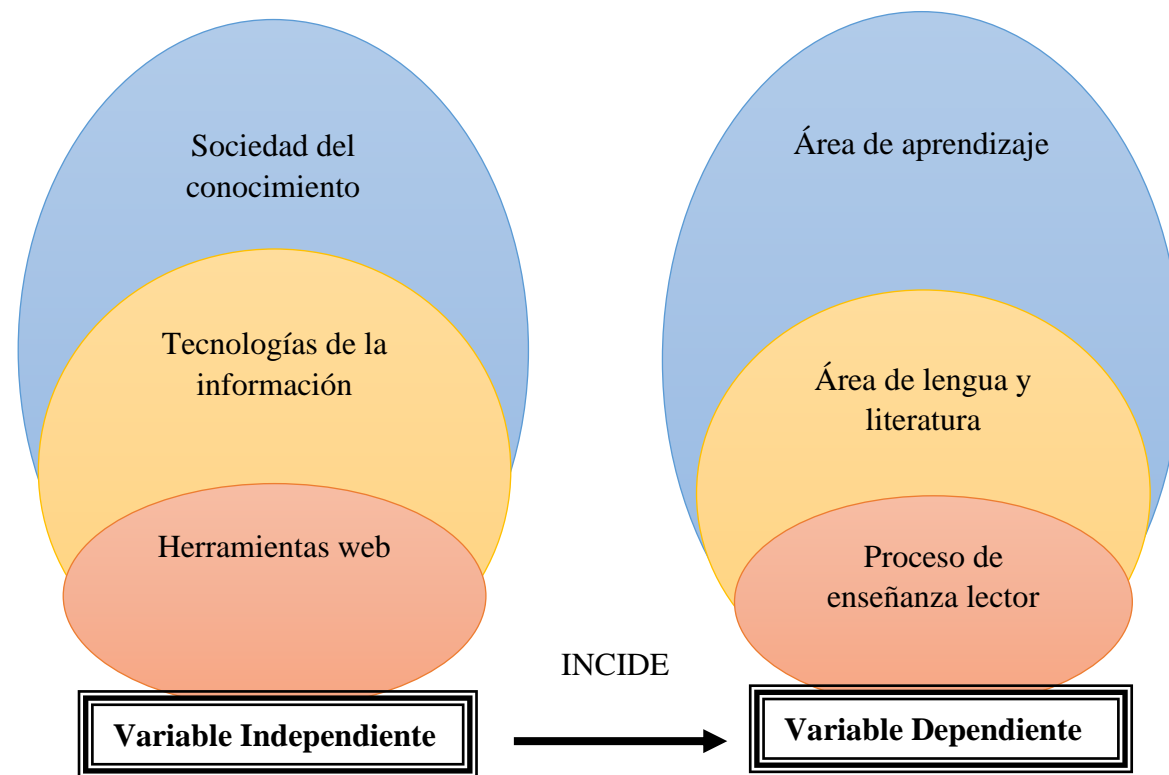 Sociedad del
conocimiento
Tecnologías de la
información
Herramientas web
Variable Independiente
INCIDE
Área de aprendizaje
Área de lengua y
literatura
Proceso de
enseñanza lector
Variable Dependiente